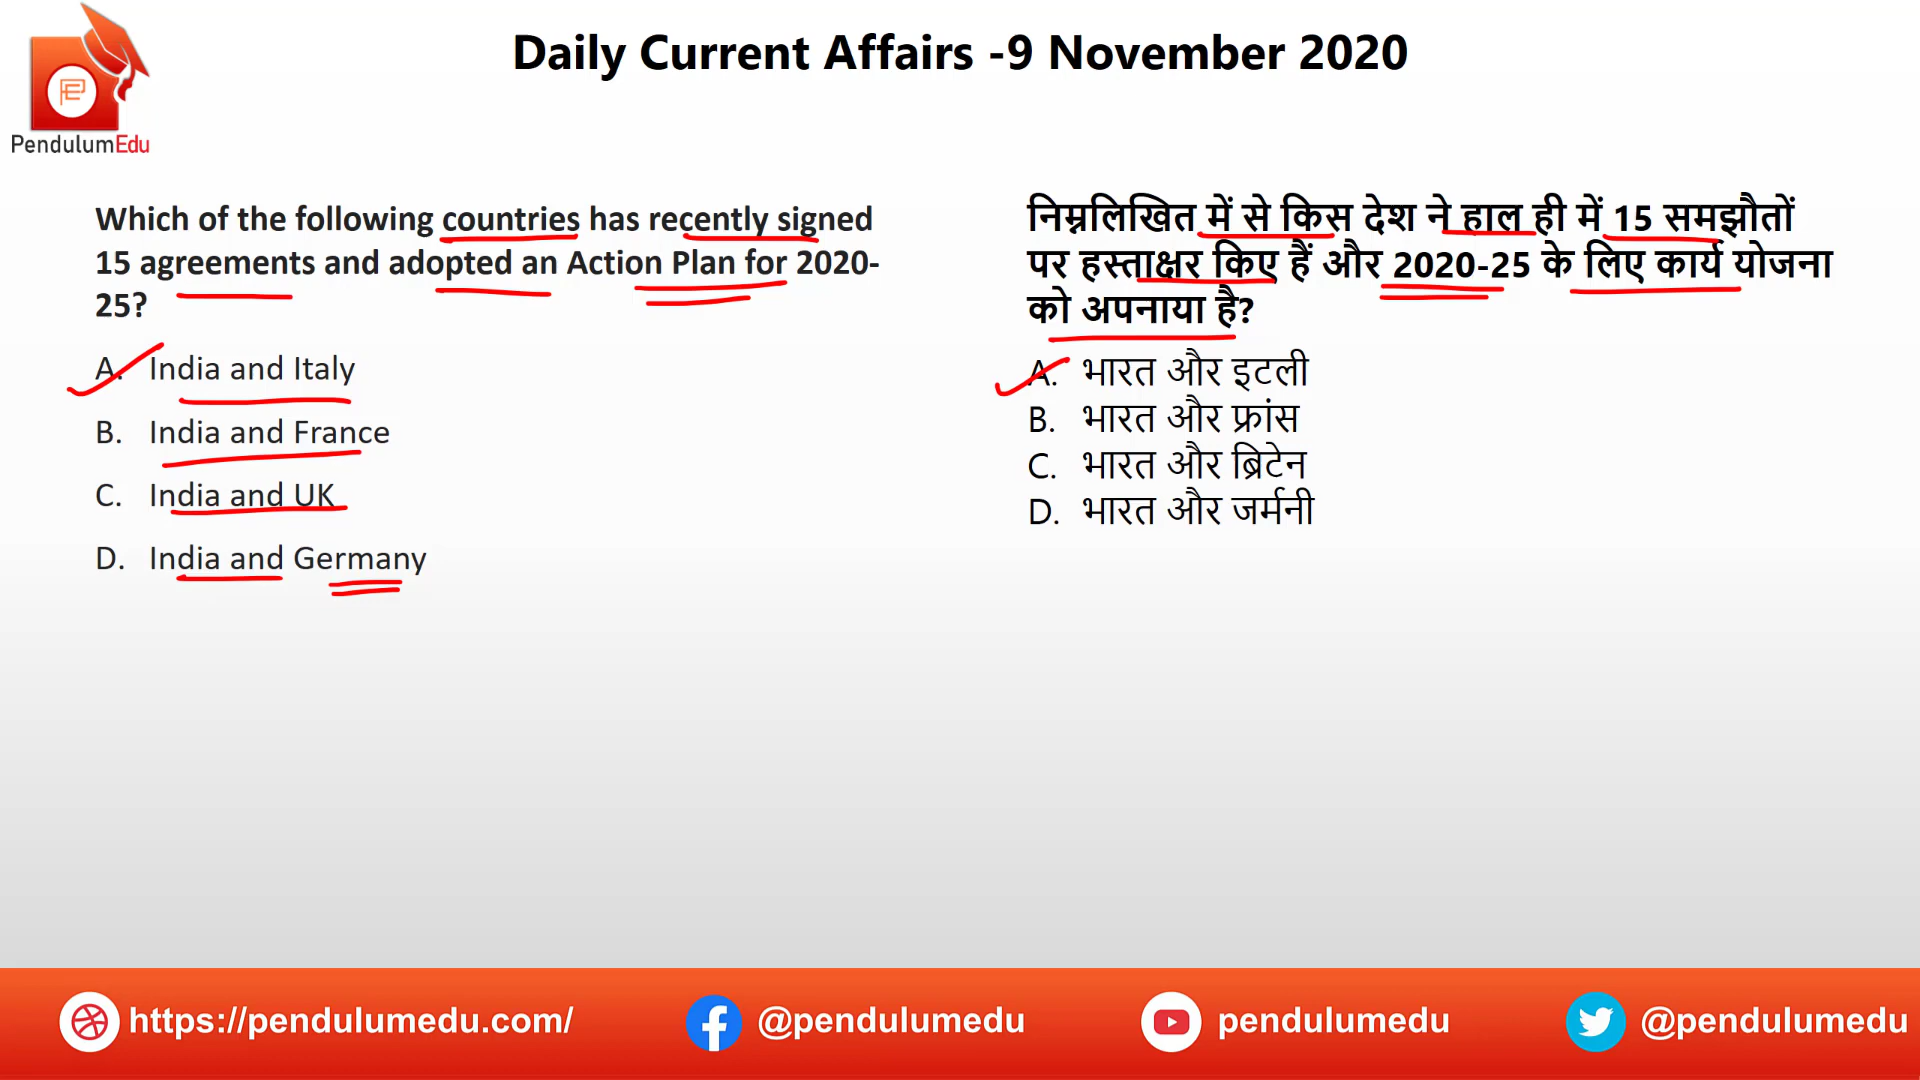 Daily Current Affairs -9 November 2020
PendulumEdu
Which of the following countries has recently signed
15 agreements and adopted an Action Plan for 2020-
25?
A. India and Italy
B. India and France
C. India and UK
D. India and Germany
निम्नलिखित में से किस देश ने हाल ही में 15 समझौतों
पर हस्ताक्षर किए हैं और 2020-25 के लिए कार्य योजना
को अपनाया है?
A. भारत और इटली
B. भारत और फ्रांस
C. भारत और ब्रिटेन
D. भारत और जर्मनी
https://pendulumedu.com/
@pendulumedu
pendulumedu
@pendulumedu